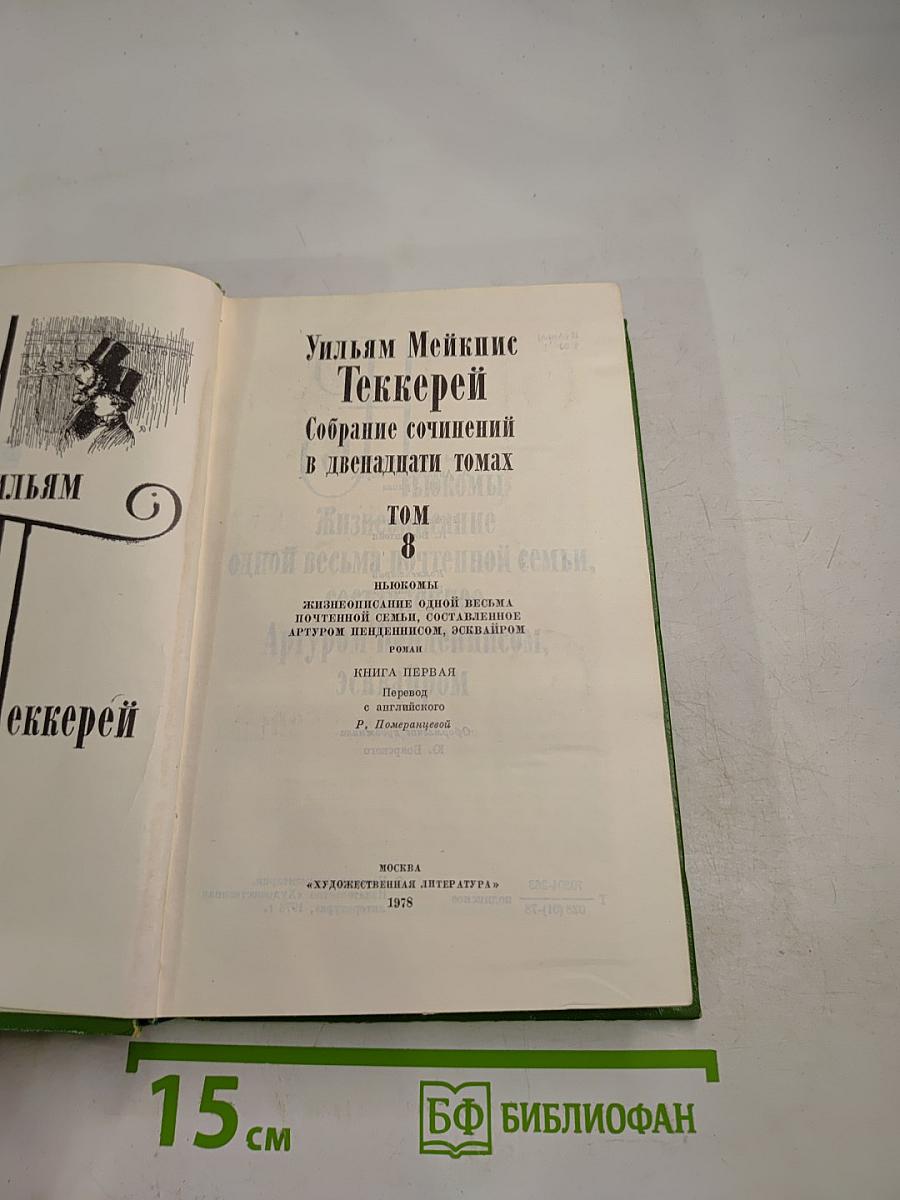 ИЛЬЯМ
еккерей
Уильям Мейкпис
Теккерей
Собрание сочинений
в двенадцати томах
ТОМ
8
НЬЮКОМЫ
ЖИЗНЕОПИСАНИЕ ОДНОЙ ВЕСЬМА
ПОЧТЕННОЙ СЕМЬИ, СОСТАВЛЕННОЕ
АРТУРОМ ПЕНДЕННИСОМ, ЭСКВАЙРОМ
РОМАН
КНИГА ПЕРВАЯ
Перевод
с английского
Р. Померанцевой
МОСКВА
«ХУДОЖЕСТВЕННАЯ ЛИТЕРАТУРА»
1978
15 см
БФ БИБЛИОФАН